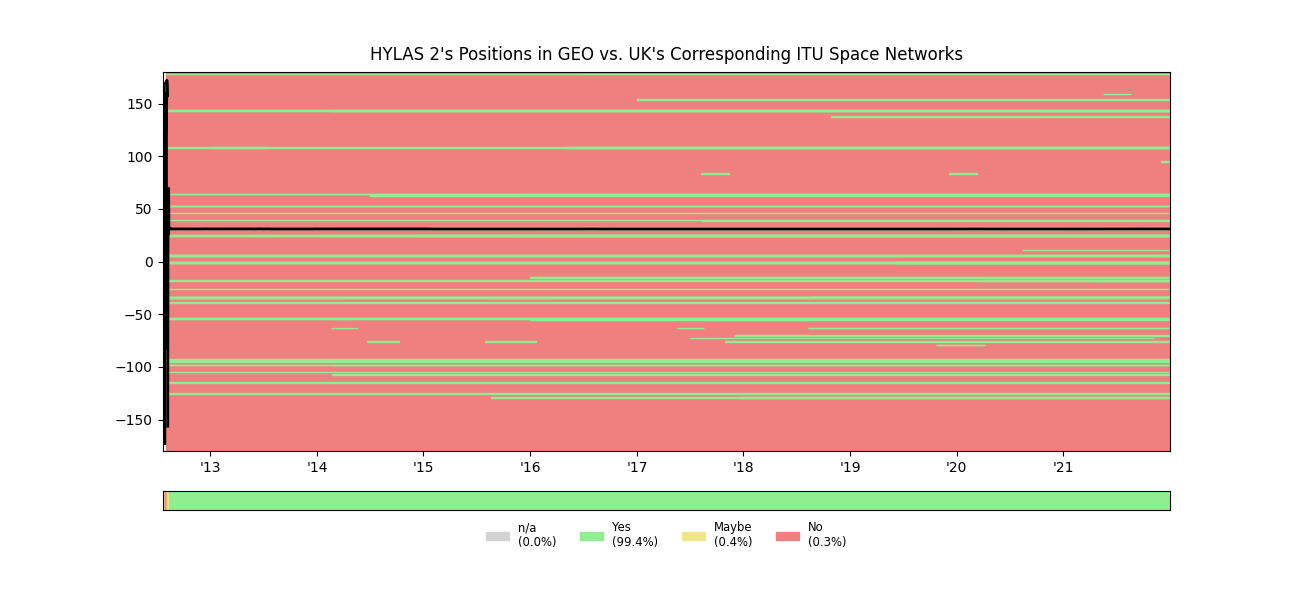 HYLAS 2's Positions in GEO vs. UK's Corresponding ITU Space Networks
150
100
50
0
−50
−100
−150
'13 '14 '15 '16 '17 '18 '19 '20 '21
n/a Yes Maybe No
(0.0%) (99.4%) (0.4%) (0.3%)